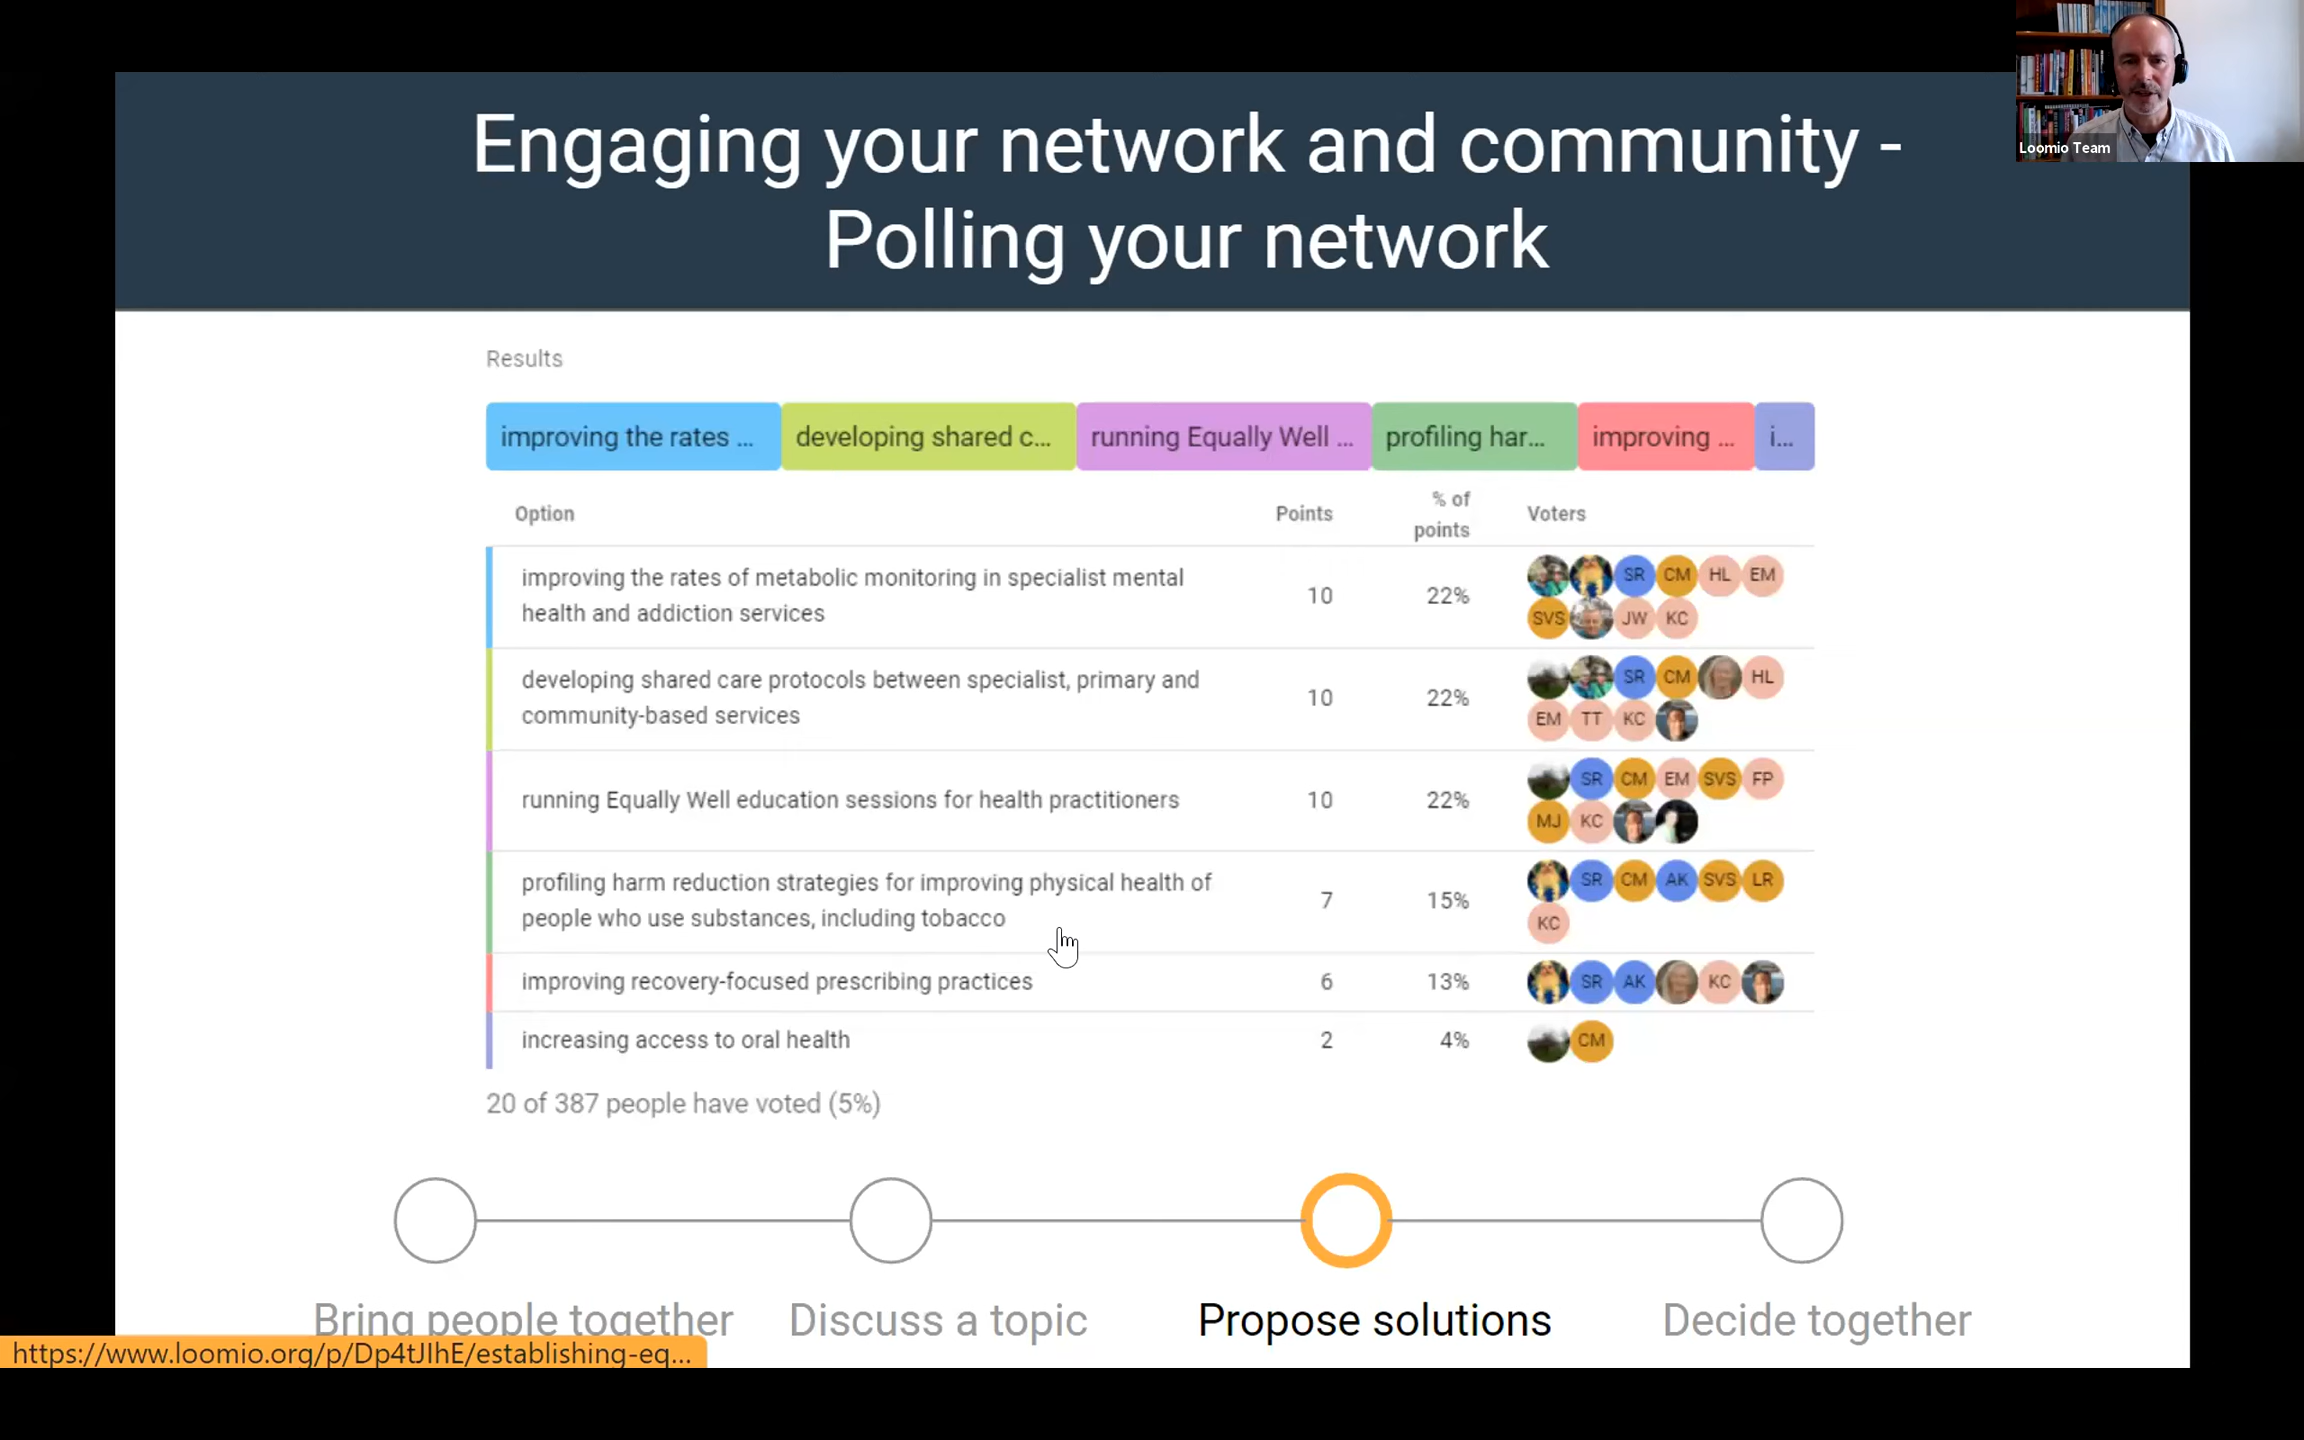 Engaging your network and community -
Polling your network
Loomio Team
Results
improving the rates ...
developing shared c...
running Equally Well ...
profiling har...
improving ...
i...
Option Points % of points Voters
improving the rates of metabolic monitoring in specialist mental
health and addiction services
10 22%
SR CM HL EM
SVS JW KC
developing shared care protocols between specialist, primary and
community-based services
10 22%
SR CM HL
EM TT KC
running Equally Well education sessions for health practitioners
10 22%
SR CM EM SVS FP
MJ KC
profiling harm reduction strategies for improving physical health of
people who use substances, including tobacco
7 15%
SR CM AK SVS LR
KC
improving recovery-focused prescribing practices 6 13%
SR AK KC
increasing access to oral health 2 4%
CM
20 of 387 people have voted (5%)
Bring people together
Discuss a topic
Propose solutions
Decide together
https://www.loomio.org/p/Dp4tJIhE/establishing-eq...